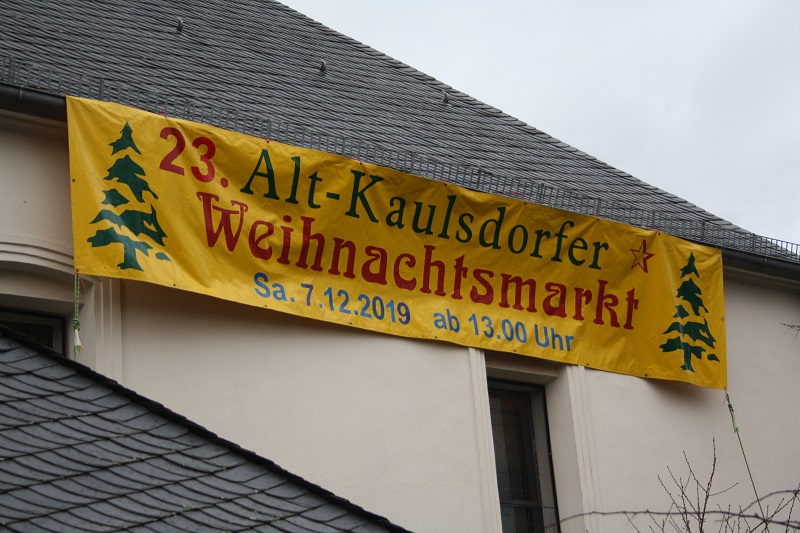 23. Alt-Kaulsdorfer
Weihnachtsmarkt
Sa. 7.12.2019 ab 13.00 Uhr